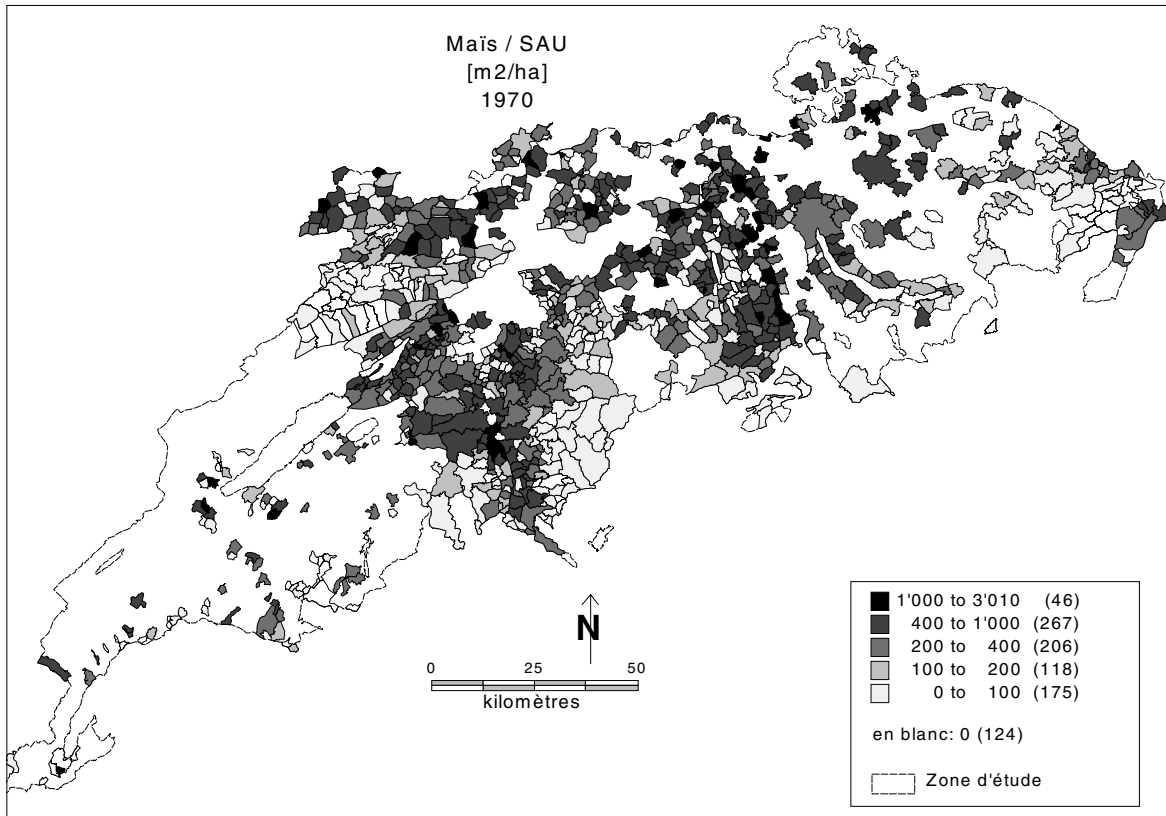 Maïs / SAU
[m2/ha]
1970
N
0 25 50
kilomètres
1'000 to 3'010 (46)
400 to 1'000 (267)
200 to 400 (206)
100 to 200 (118)
0 to 100 (175)
en blanc: 0 (124)
Zone d'étude